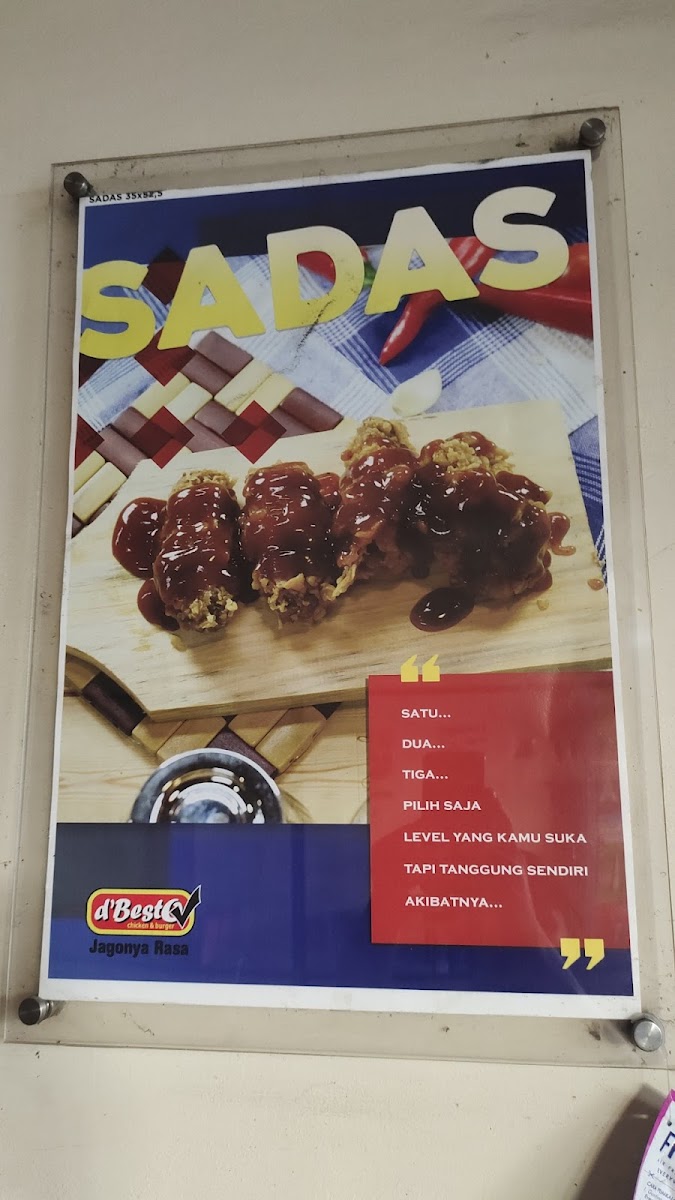 SADAS 35x52,5
SADAS
“
SATU...
DUA...
TIGA...
PILIH SAJA
LEVEL YANG KAMU SUKA
TAPI TANGGUNG SENDIRI
AKIBATNYA...
”
d'BestO
chicken & burger
Jagonya Rasa